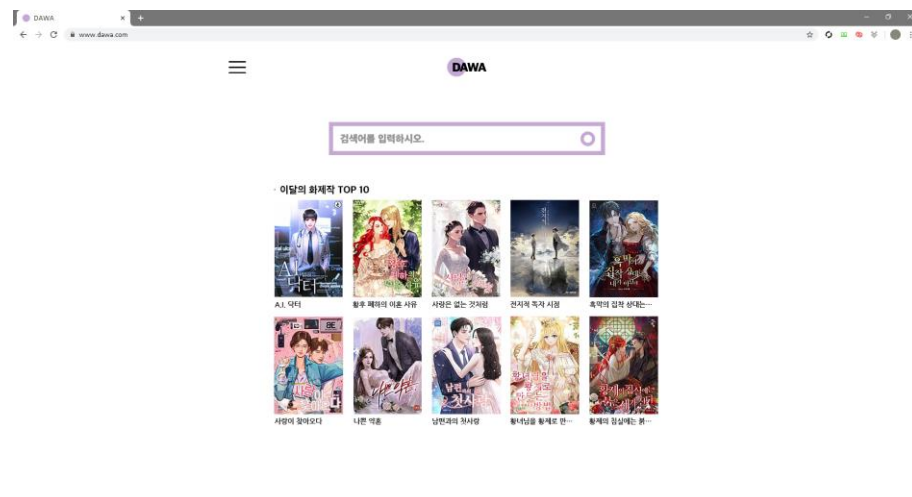 DAWA
www.dawa.com
DAWA
검색어를 입력하시오.
· 이달의 화제작 TOP 10
A.I. 닥터
A.I. 닥터
황후 폐하의 이혼 사유
사랑은 없는 것처럼
전지적 독자 시점
흑막의 집착 상대는…
사랑이 찾아오다
나쁜 약혼
남편과의 첫사랑
황녀님을 황제로 만…
황제의 침실에는